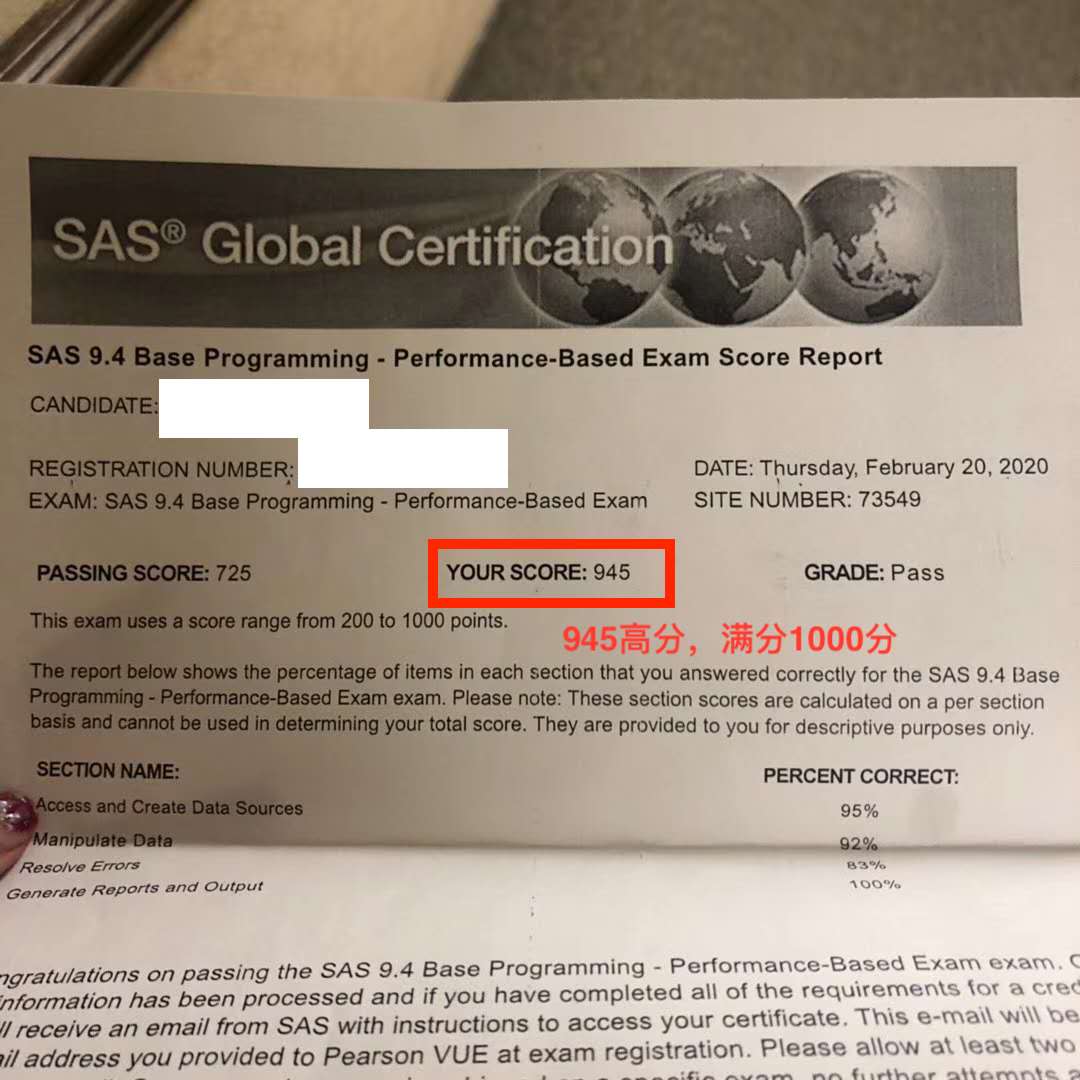 SAS® Global Certification
SAS 9.4 Base Programming - Performance-Based Exam Score Report
CANDIDATE:
REGISTRATION NUMBER:
DATE: Thursday, February 20, 2020
EXAM: SAS 9.4 Base Programming - Performance-Based Exam
SITE NUMBER: 73549
PASSING SCORE: 725
YOUR SCORE: 945
GRADE: Pass
This exam uses a score range from 200 to 1000 points.
945高分，满分1000分
The report below shows the percentage of items in each section that you answered correctly for the SAS 9.4 Base
Programming - Performance-Based Exam exam. Please note: These section scores are calculated on a per section
basis and cannot be used in determining your total score. They are provided to you for descriptive purposes only.
SECTION NAME:
PERCENT CORRECT:
Access and Create Data Sources
95%
Manipulate Data
92%
Resolve Errors
83%
Generate Reports and Output
100%
ngratulations on passing the SAS 9.4 Base Programming - Performance-Based Exam exam.
information has been processed and if you have completed all of the requirements for a cred
ll receive an email from SAS with instructions to access your certificate. This e-mail will be
ail address you provided to Pearson VUE at exam registration. Please allow at least two
specific exam, no further attempts a